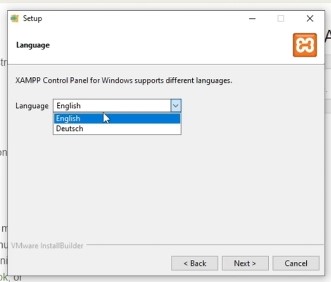 Setup
Language
XAMPP Control Panel for Windows supports different languages.
Language English
English
Deutsch
VMware InstallBuilder
< Back Next > Cancel